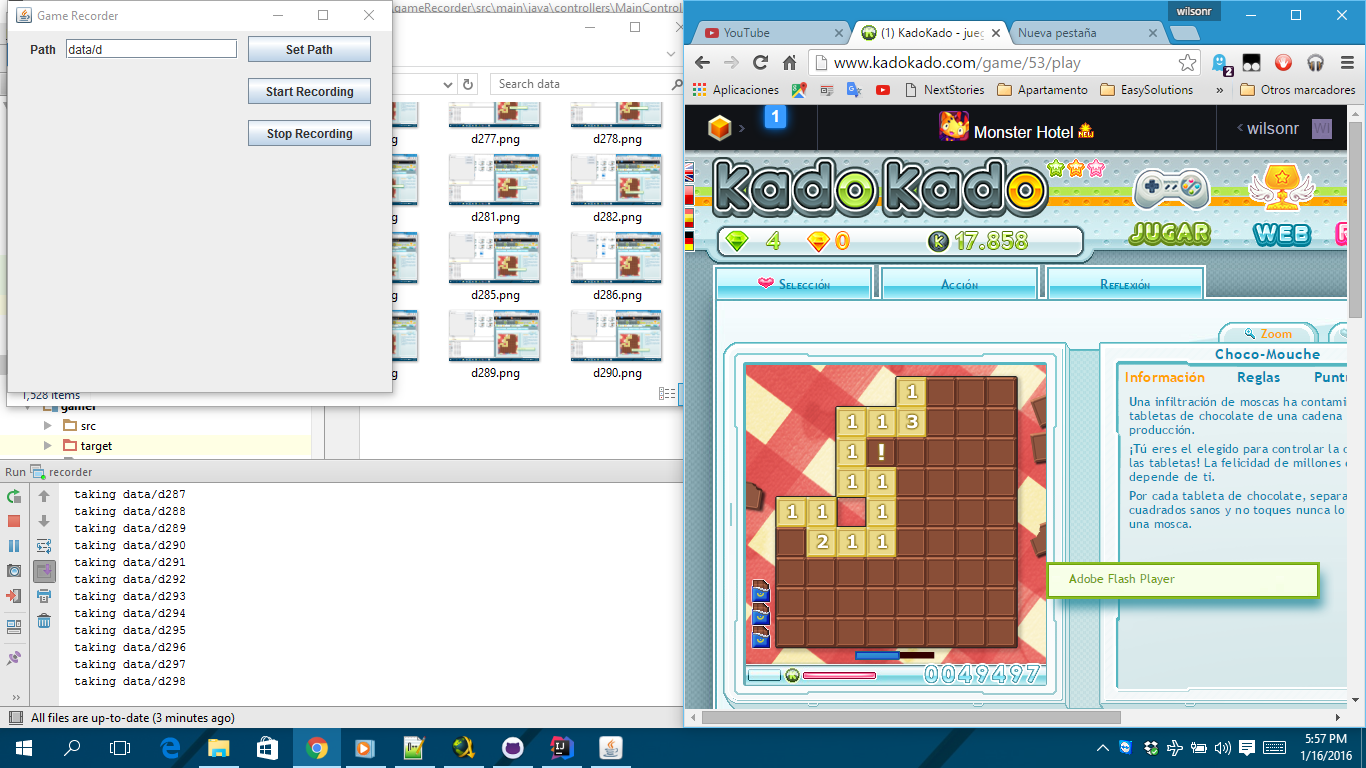 Game Recorder
Path data/d Set Path
Start Recording
Stop Recording
.gameRecorder\src\main\java\controllers\MainControl
Search data
g d277.png d278.png
g d281.png d282.png
g d285.png d286.png
g d289.png d290.png
1,528 items
gamer
src
target
Run recorder
taking data/d287
taking data/d288
taking data/d289
taking data/d290
taking data/d291
taking data/d292
taking data/d293
taking data/d294
taking data/d295
taking data/d296
taking data/d297
taking data/d298
»
All files are up-to-date (3 minutes ago)
wilsonr
YouTube (1) KadoKado - jueg Nueva pestaña
www.kadokado.com/game/53/play 2
Aplicaciones NextStories Apartamento EasySolutions » Otros marcadores
1 Monster Hotel NEW wilsonr WI
KadoKado
4 0 K 17.858
JUGAR WEB
Selección Acción Reflexión
Zoom
Choco-Mouche
Información Reglas Puntu
Una infiltración de moscas ha contami
tabletas de chocolate de una cadena
producción.
¡Tú eres el elegido para controlar la c
las tabletas! La felicidad de millones
depende de ti.
Por cada tableta de chocolate, separa
cuadrados sanos y no toques nunca lo
una mosca.
1
1 1 3
1 !
1 1
1 1 1
2 1 1
0049497
Adobe Flash Player
5:57 PM
1/16/2016